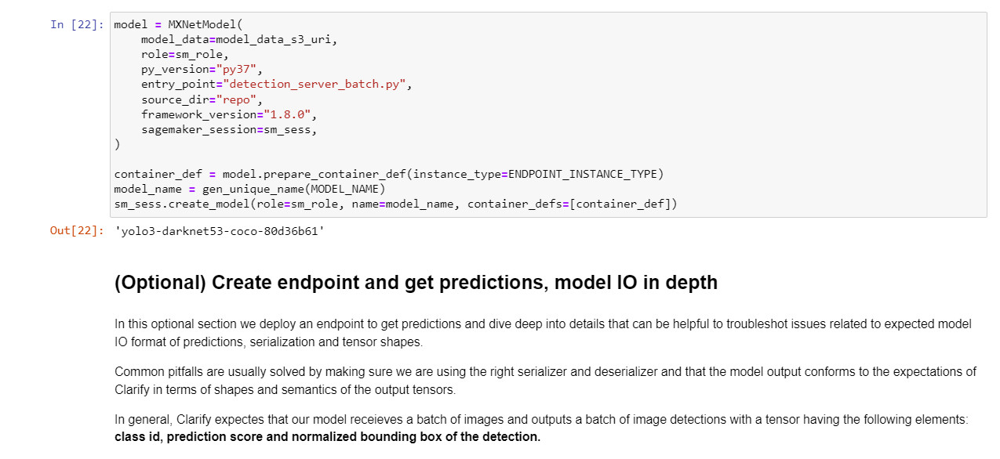 In [22]: model = MXNetModel(
    model_data=model_data_s3_uri,
    role=sm_role,
    py_version="py37",
    entry_point="detection_server_batch.py",
    source_dir="repo",
    framework_version="1.8.0",
    sagemaker_session=sm_sess,
)
container_def = model.prepare_container_def(instance_type=ENDPOINT_INSTANCE_TYPE)
model_name = gen_unique_name(MODEL_NAME)
sm_sess.create_model(role=sm_role, name=model_name, container_defs=[container_def])
Out[22]: 'yolo3-darknet53-coco-80d36b61'
(Optional) Create endpoint and get predictions, model IO in depth
In this optional section we deploy an endpoint to get predictions and dive deep into details that can be helpful to troubleshot issues related to expected model
IO format of predictions, serialization and tensor shapes.
Common pitfalls are usually solved by making sure we are using the right serializer and deserializer and that the model output conforms to the expectations of
Clarify in terms of shapes and semantics of the output tensors.
In general, Clarify expectes that our model receieves a batch of images and outputs a batch of image detections with a tensor having the following elements:
class id, prediction score and normalized bounding box of the detection.